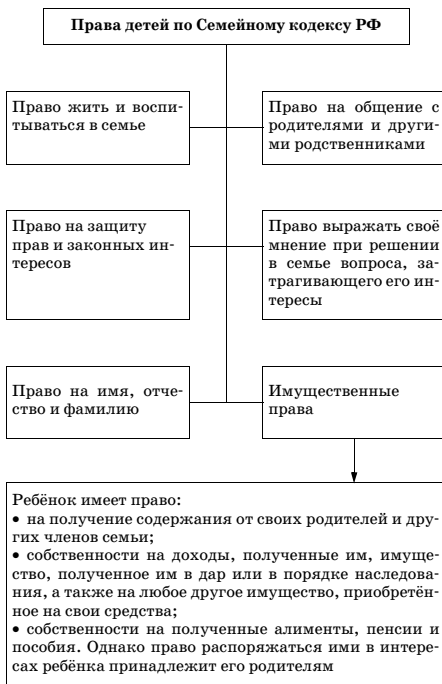 Права детей по Семейному кодексу РФ
Право жить и воспи-
тываться в семье
Право на общение с
родителями и други-
ми родственниками
Право на защиту
прав и законных ин-
тересов
Право выражать своё
мнение при решении
в семье вопроса, за-
трагивающего его ин-
тересы
Право на имя, отче-
ство и фамилию
Имущественные
права
Ребёнок имеет право:
• на получение содержания от своих родителей и дру-
гих членов семьи;
• собственности на доходы, полученные им, имуще-
ство, полученное им в дар или в порядке наследова-
ния, а также на любое другое имущество, приобретён-
ное на свои средства;
• собственности на полученные алименты, пенсии и
пособия. Однако право распоряжаться ими в интере-
сах ребёнка принадлежит его родителям